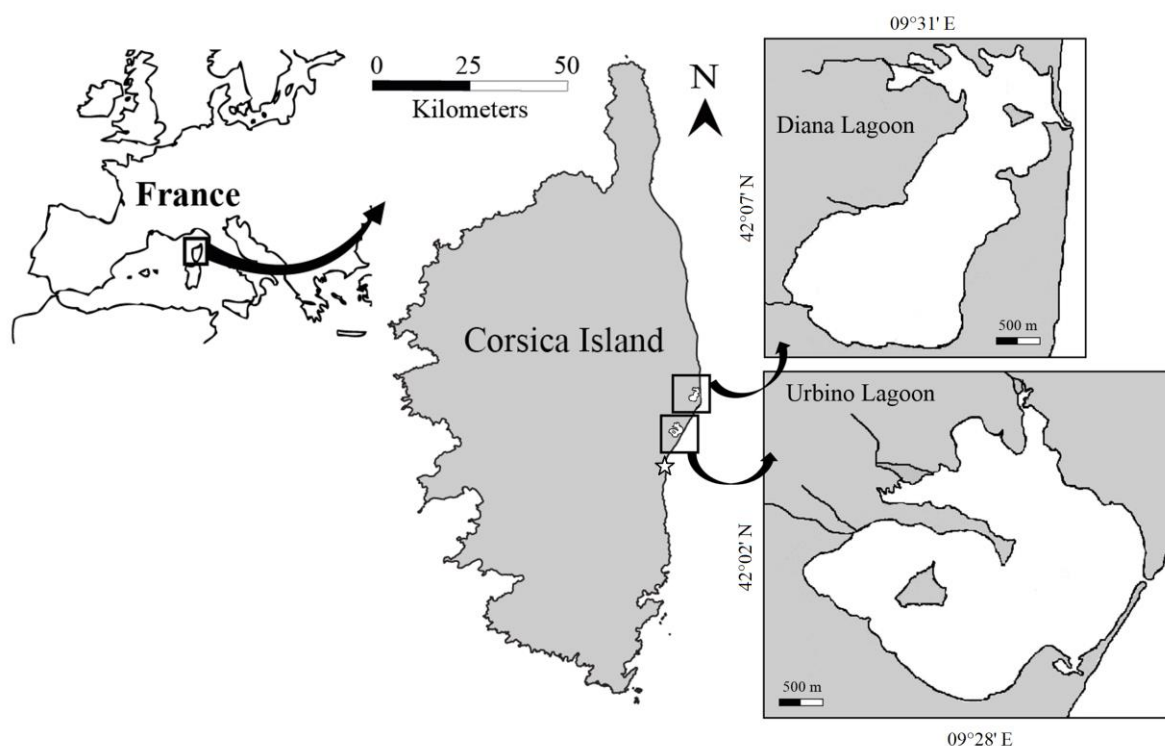 09°31' E
0 25 50
Kilometers
N
France
Corsica Island
Diana Lagoon
42°07' N
500 m
Urbino Lagoon
42°02' N
500 m
09°28' E